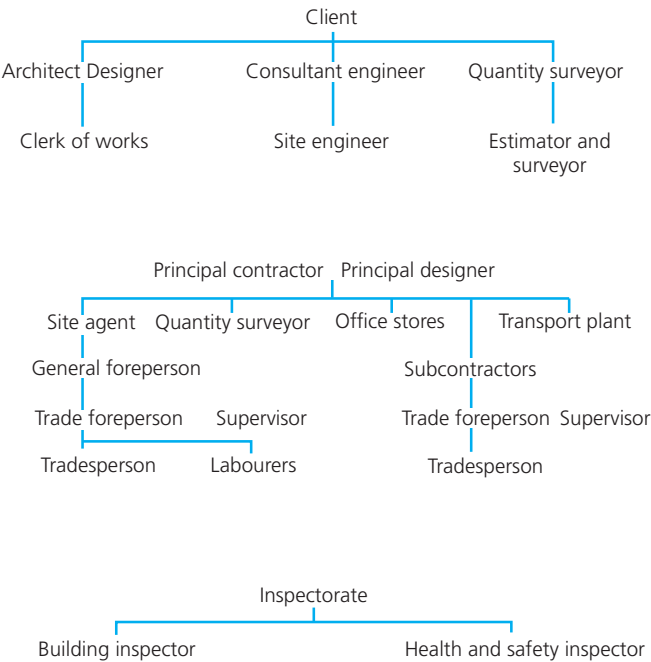 Client
Architect Designer Consultant engineer Quantity surveyor
Clerk of works Site engineer Estimator and
surveyor
Principal contractor Principal designer
Site agent Quantity surveyor Office stores Transport plant
General foreperson Subcontractors
Trade foreperson Supervisor Trade foreperson Supervisor
Tradesperson Labourers Tradesperson
Inspectorate
Building inspector Health and safety inspector